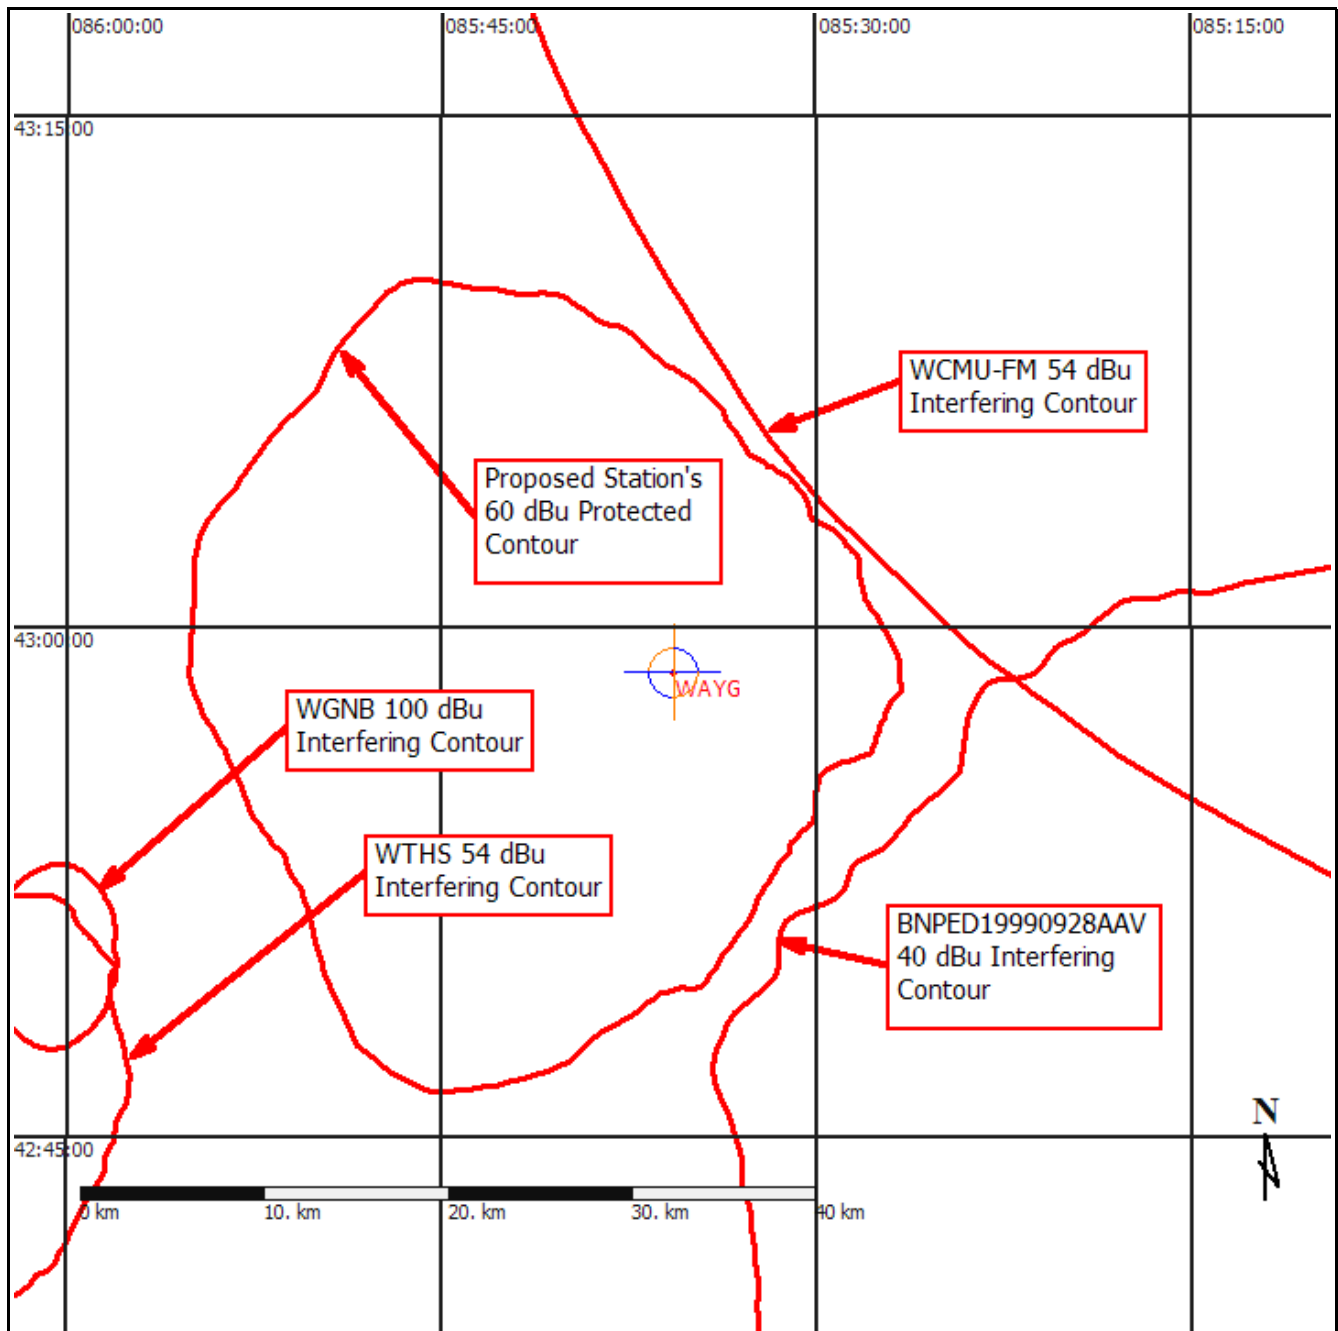 086:00:00
085:45:00
085:30:00
085:15:00
43:15:00
WCMU-FM 54 dBu
Interfering Contour
Proposed Station's
60 dBu Protected
Contour
43:00:00
WAYG
WGNB 100 dBu
Interfering Contour
WTHS 54 dBu
Interfering Contour
BNPED19990928AAV
40 dBu Interfering
Contour
N
42:45:00
0 km
10. km
20. km
30. km
40 km